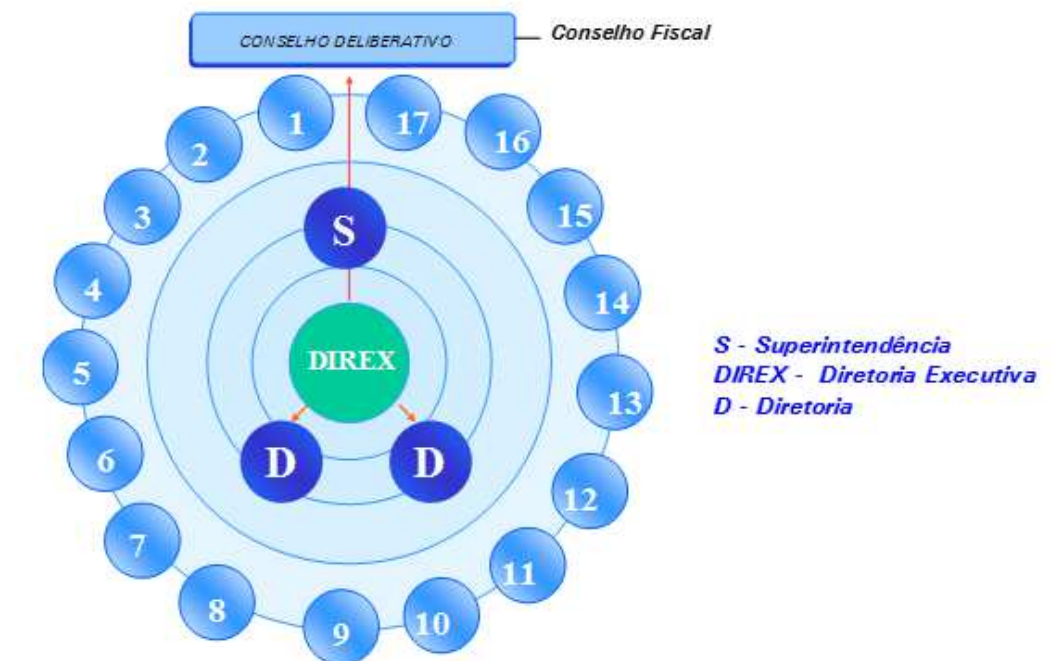 CONSELHO DELIBERATIVO
Conselho Fiscal
1
17
2
16
3
15
S
4
14
DIREX
5
13
D
D
6
12
7
11
8
10
9
S - Superintendência
DIREX - Diretoria Executiva
D - Diretoria